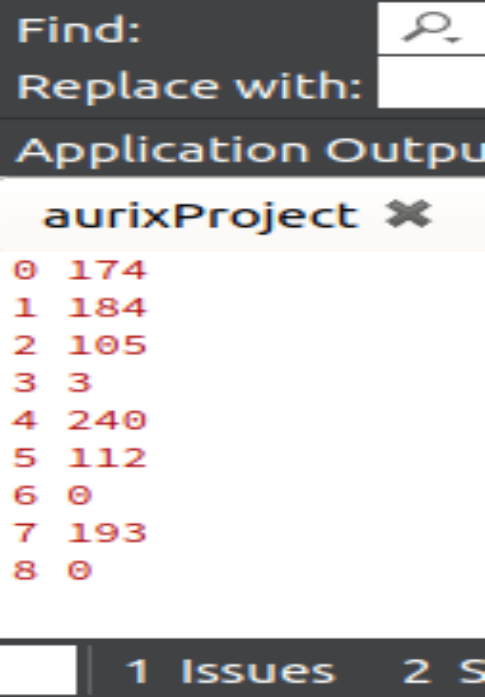 Find:
Replace with:
Application Outpu
aurixProject
0 174
1 184
2 105
3 3
4 240
5 112
6 0
7 193
8 0
1 Issues 2 S